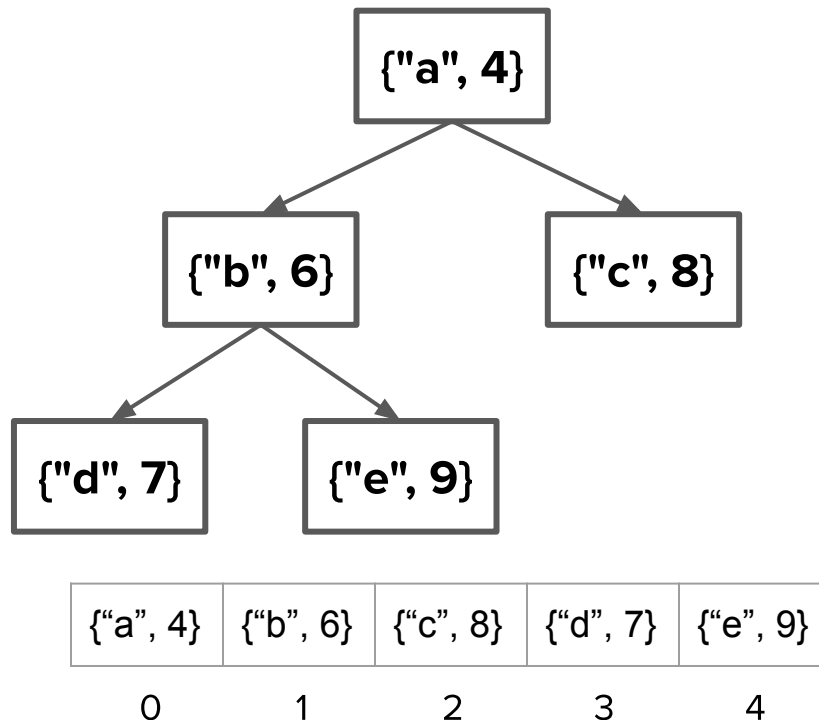 {"a", 4}
{"b", 6} {"c", 8}
{"d", 7} {"e", 9}
{“a”, 4} {“b”, 6} {“c”, 8} {“d”, 7} {“e”, 9}
0 1 2 3 4